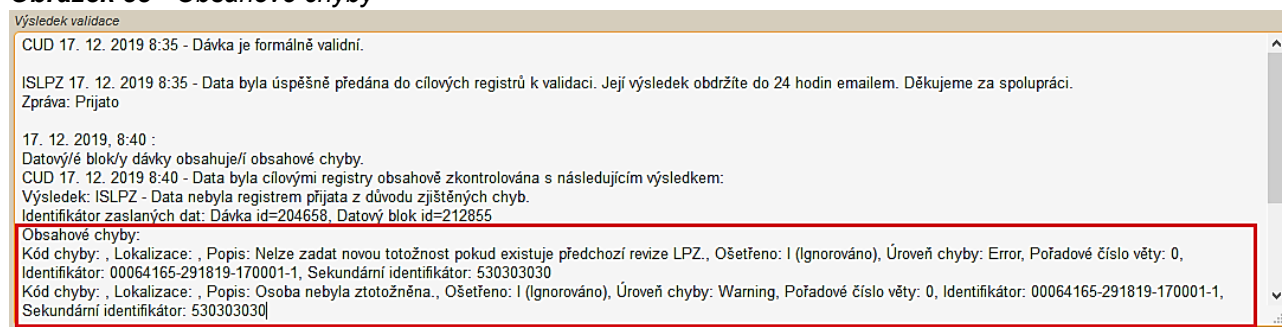 Výsledek validace
CUD 17. 12. 2019 8:35 - Dávka je formálně validní.
ISLPZ 17. 12. 2019 8:35 - Data byla úspěšně předána do cílových registrů k validaci. Její výsledek obdržíte do 24 hodin emailem. Děkujeme za spolupráci.
Zpráva: Prijato
17. 12. 2019, 8:40 :
Datový/é blok/y dávky obsahuje/í obsahové chyby.
CUD 17. 12. 2019 8:40 - Data byla cílovými registry obsahově zkontrolována s následujícím výsledkem:
Výsledek: ISLPZ - Data nebyla registrem přijata z důvodu zjištěných chyb.
Identifikátor zaslaných dat: Dávka id=204658, Datový blok id=212855
Obsahové chyby:
Kód chyby: , Lokalizace: , Popis: Nelze zadat novou totožnost pokud existuje předchozí revize LPZ., Ošetřeno: I (Ignorováno), Úroveň chyby: Error, Pořadové číslo věty: 0,
Identifikátor: 00064165-291819-170001-1, Sekundární identifikátor: 530303030
Kód chyby: , Lokalizace: , Popis: Osoba nebyla ztotožněna., Ošetřeno: I (Ignorováno), Úroveň chyby: Warning, Pořadové číslo věty: 0, Identifikátor: 00064165-291819-170001-1,
Sekundární identifikátor: 530303030